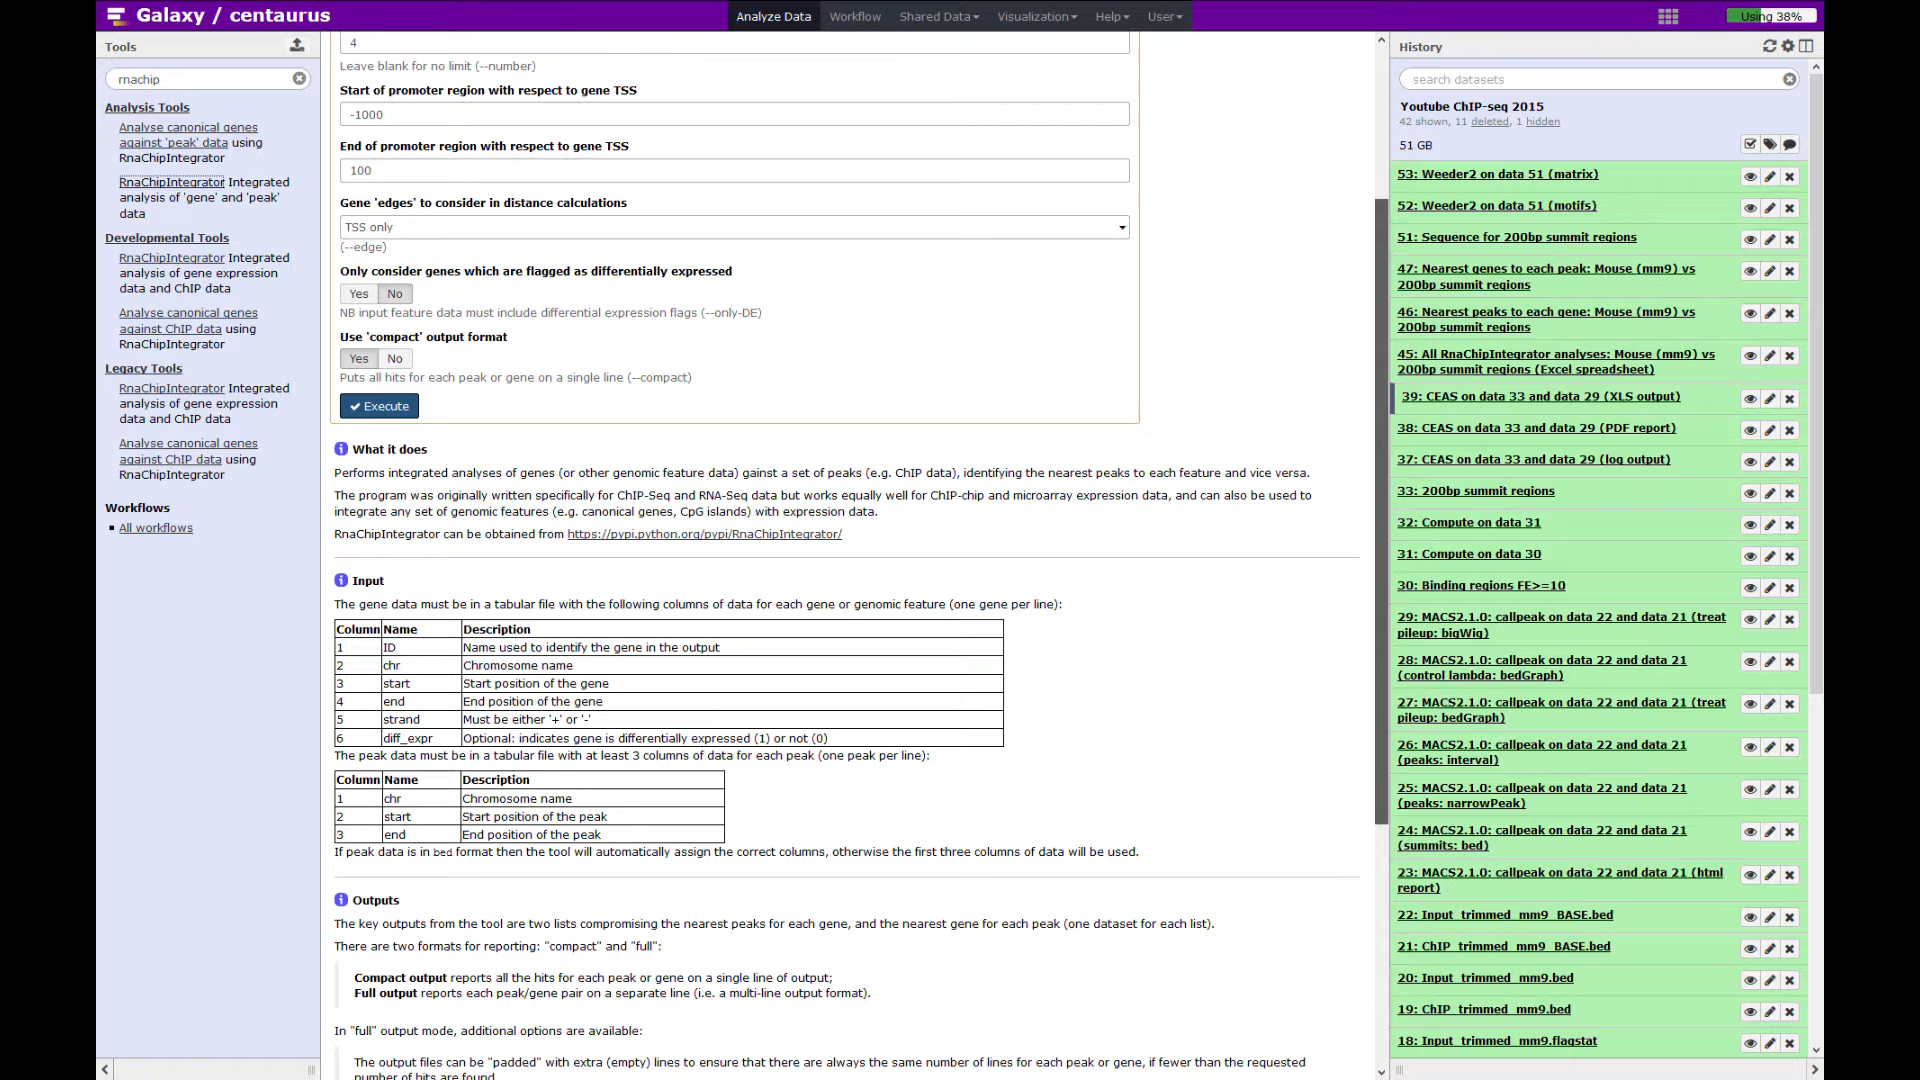 Galaxy / centaurus
Analyze Data
Workflow
Shared Data
Visualization
Help
User
Using 38%
Tools
rnachip
Analysis Tools
Analyse canonical genes
against 'peak' data using
RnaChipIntegrator
RnaChipIntegrator Integrated
analysis of 'gene' and 'peak'
data
Developmental Tools
RnaChipIntegrator Integrated
analysis of gene expression
data and ChIP data
Analyse canonical genes
against ChIP data using
RnaChipIntegrator
Legacy Tools
RnaChipIntegrator Integrated
analysis of gene expression
data and ChIP data
Analyse canonical genes
against ChIP data using
RnaChipIntegrator
Workflows
All workflows
4
Leave blank for no limit (--number)
Start of promoter region with respect to gene TSS
-1000
End of promoter region with respect to gene TSS
100
Gene 'edges' to consider in distance calculations
TSS only
(--edge)
Only consider genes which are flagged as differentially expressed
Yes No
NB input feature data must include differential expression flags (--only-DE)
Use 'compact' output format
Yes No
Puts all hits for each peak or gene on a single line (--compact)
Execute
What it does
Performs integrated analyses of genes (or other genomic feature data) gainst a set of peaks (e.g. ChIP data), identifying the nearest peaks to each feature and vice versa.
The program was originally written specifically for ChIP-Seq and RNA-Seq data but works equally well for ChIP-chip and microarray expression data, and can also be used to
integrate any set of genomic features (e.g. canonical genes, CpG islands) with expression data.
RnaChipIntegrator can be obtained from https://pypi.python.org/pypi/RnaChipIntegrator/
Input
The gene data must be in a tabular file with the following columns of data for each gene or genomic feature (one gene per line):
Column Name Description
1 ID Name used to identify the gene in the output
2 chr Chromosome name
3 start Start position of the gene
4 end End position of the gene
5 strand Must be either '+' or '-'
6 diff_expr Optional: indicates gene is differentially expressed (1) or not (0)
The peak data must be in a tabular file with at least 3 columns of data for each peak (one peak per line):
Column Name Description
1 chr Chromosome name
2 start Start position of the peak
3 end End position of the peak
If peak data is in bed format then the tool will automatically assign the correct columns, otherwise the first three columns of data will be used.
Outputs
The key outputs from the tool are two lists compromising the nearest peaks for each gene, and the nearest gene for each peak (one dataset for each list).
There are two formats for reporting: "compact" and "full":
Compact output reports all the hits for each peak or gene on a single line of output;
Full output reports each peak/gene pair on a separate line (i.e. a multi-line output format).
In "full" output mode, additional options are available:
The output files can be "padded" with extra (empty) lines to ensure that there are always the same number of lines for each peak or gene, if fewer than the requested
number of hits are found
History
search datasets
Youtube ChIP-seq 2015
42 shown, 11 deleted, 1 hidden
51 GB
53: Weeder2 on data 51 (matrix)
52: Weeder2 on data 51 (motifs)
51: Sequence for 200bp summit regions
47: Nearest genes to each peak: Mouse (mm9) vs
200bp summit regions
46: Nearest peaks to each gene: Mouse (mm9) vs
200bp summit regions
45: All RnaChipIntegrator analyses: Mouse (mm9) vs
200bp summit regions (Excel spreadsheet)
39: CEAS on data 33 and data 29 (XLS output)
38: CEAS on data 33 and data 29 (PDF report)
37: CEAS on data 33 and data 29 (log output)
33: 200bp summit regions
32: Compute on data 31
31: Compute on data 30
30: Binding regions FE>=10
29: MACS2.1.0: callpeak on data 22 and data 21 (treat
pileup: bigWig)
28: MACS2.1.0: callpeak on data 22 and data 21
(control lambda: bedGraph)
27: MACS2.1.0: callpeak on data 22 and data 21 (treat
pileup: bedGraph)
26: MACS2.1.0: callpeak on data 22 and data 21
(peaks: interval)
25: MACS2.1.0: callpeak on data 22 and data 21
(peaks: narrowPeak)
24: MACS2.1.0: callpeak on data 22 and data 21
(summits: bed)
23: MACS2.1.0: callpeak on data 22 and data 21 (html
report)
22: Input_trimmed_mm9_BASE.bed
21: ChIP_trimmed_mm9_BASE.bed
20: Input_trimmed_mm9.bed
19: ChIP_trimmed_mm9.bed
18: Input_trimmed_mm9.flagstat